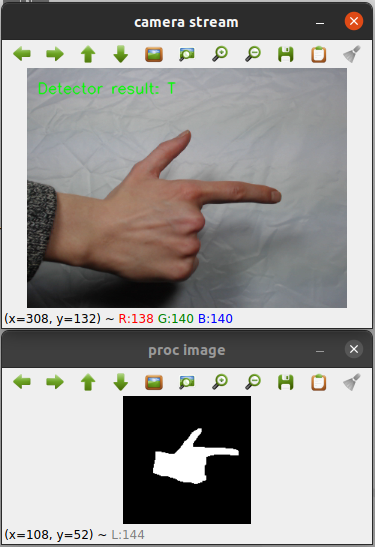 camera stream
Detector result: T
(x=308, y=132) ~ R:138 G:140 B:140
proc image
(x=108, y=52) ~ L:144